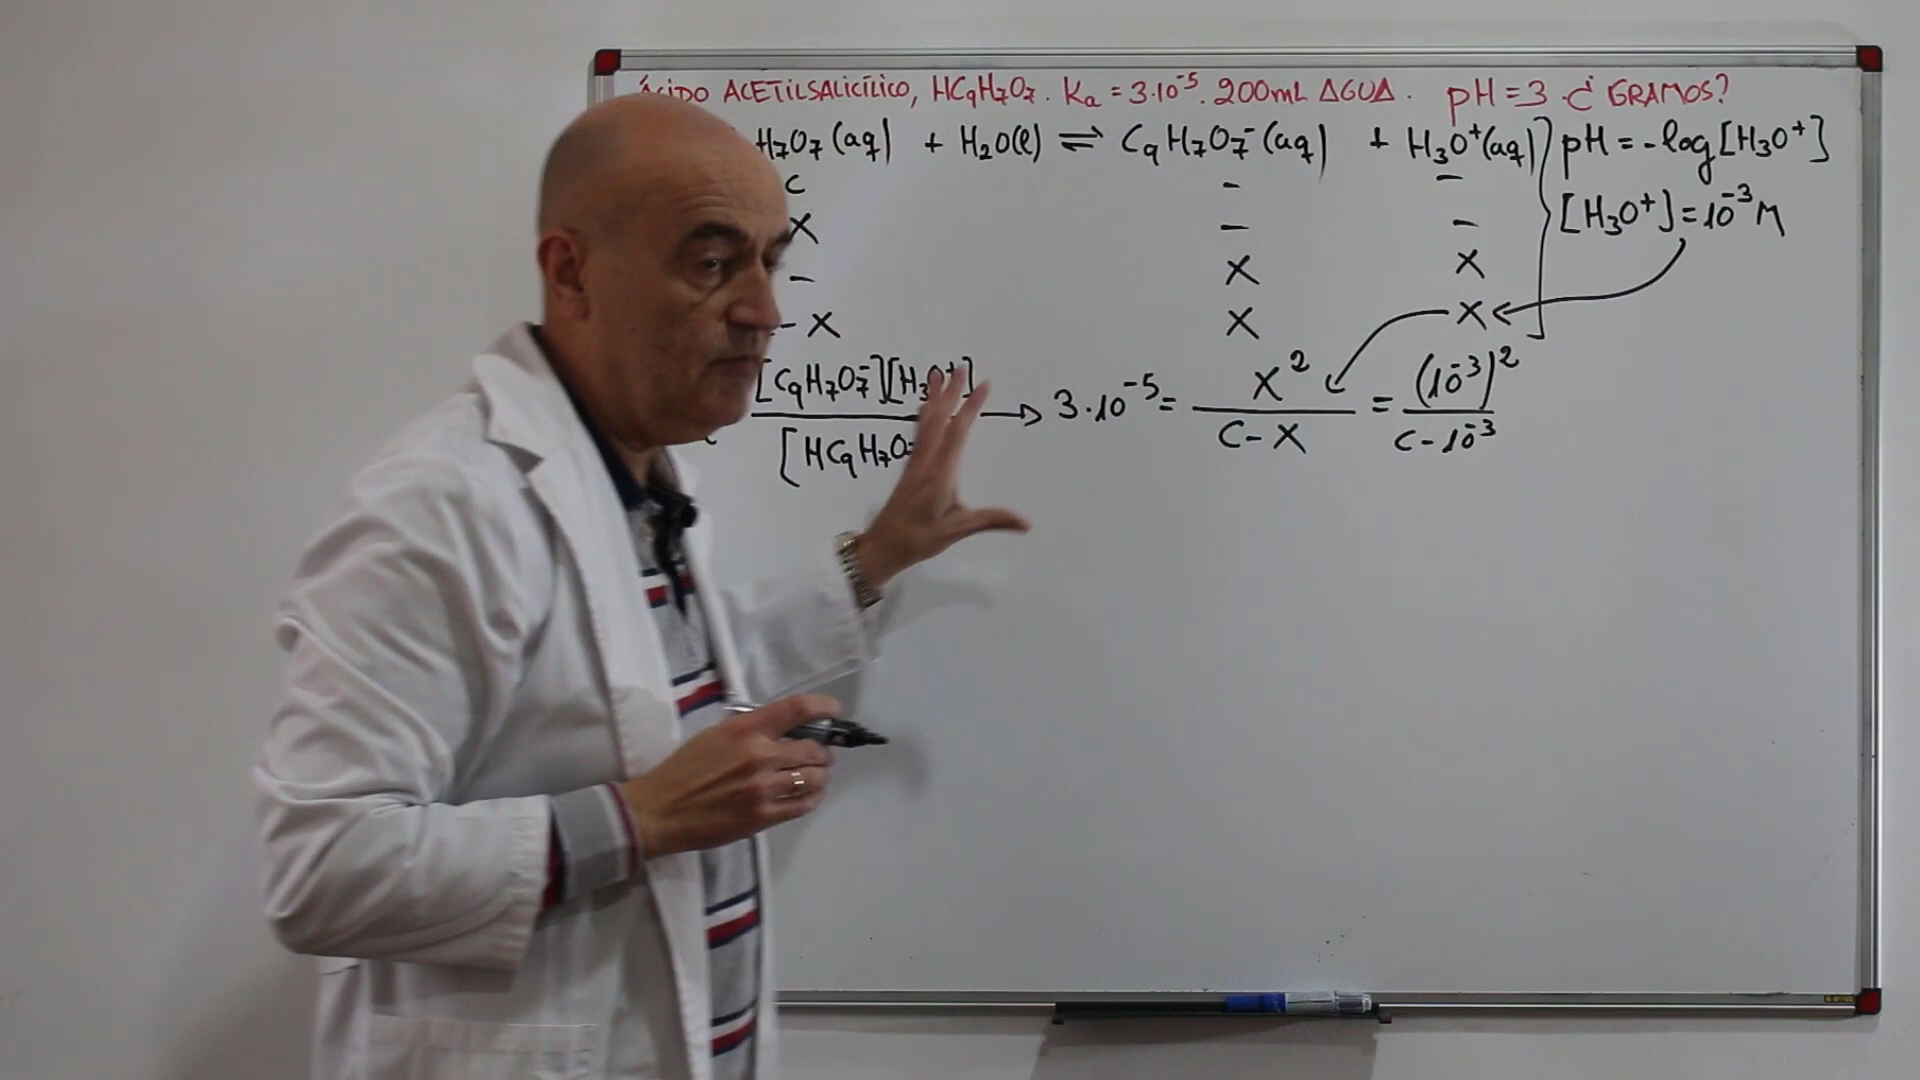 ÁCIDO ACETILSALICÍLICO, HC₉H₇O₇. Ka = 3·10⁻⁵. 200mL AGUA. pH=3 ¿GRAMOS?
H₇O₇(aq) + H₂O(l) ⇌ C₉H₇O₇⁻(aq) + H₃O⁺(aq) pH = -log[H₃O⁺]
C - -
[H₃O⁺] = 10⁻³ M
X - -
- X X
- X X X
[C₉H₇O₇⁻][H₃O⁺] / [HC₉H₇O → 3·10⁻⁵ = X² / C-X = (10⁻³)² / C-10⁻³